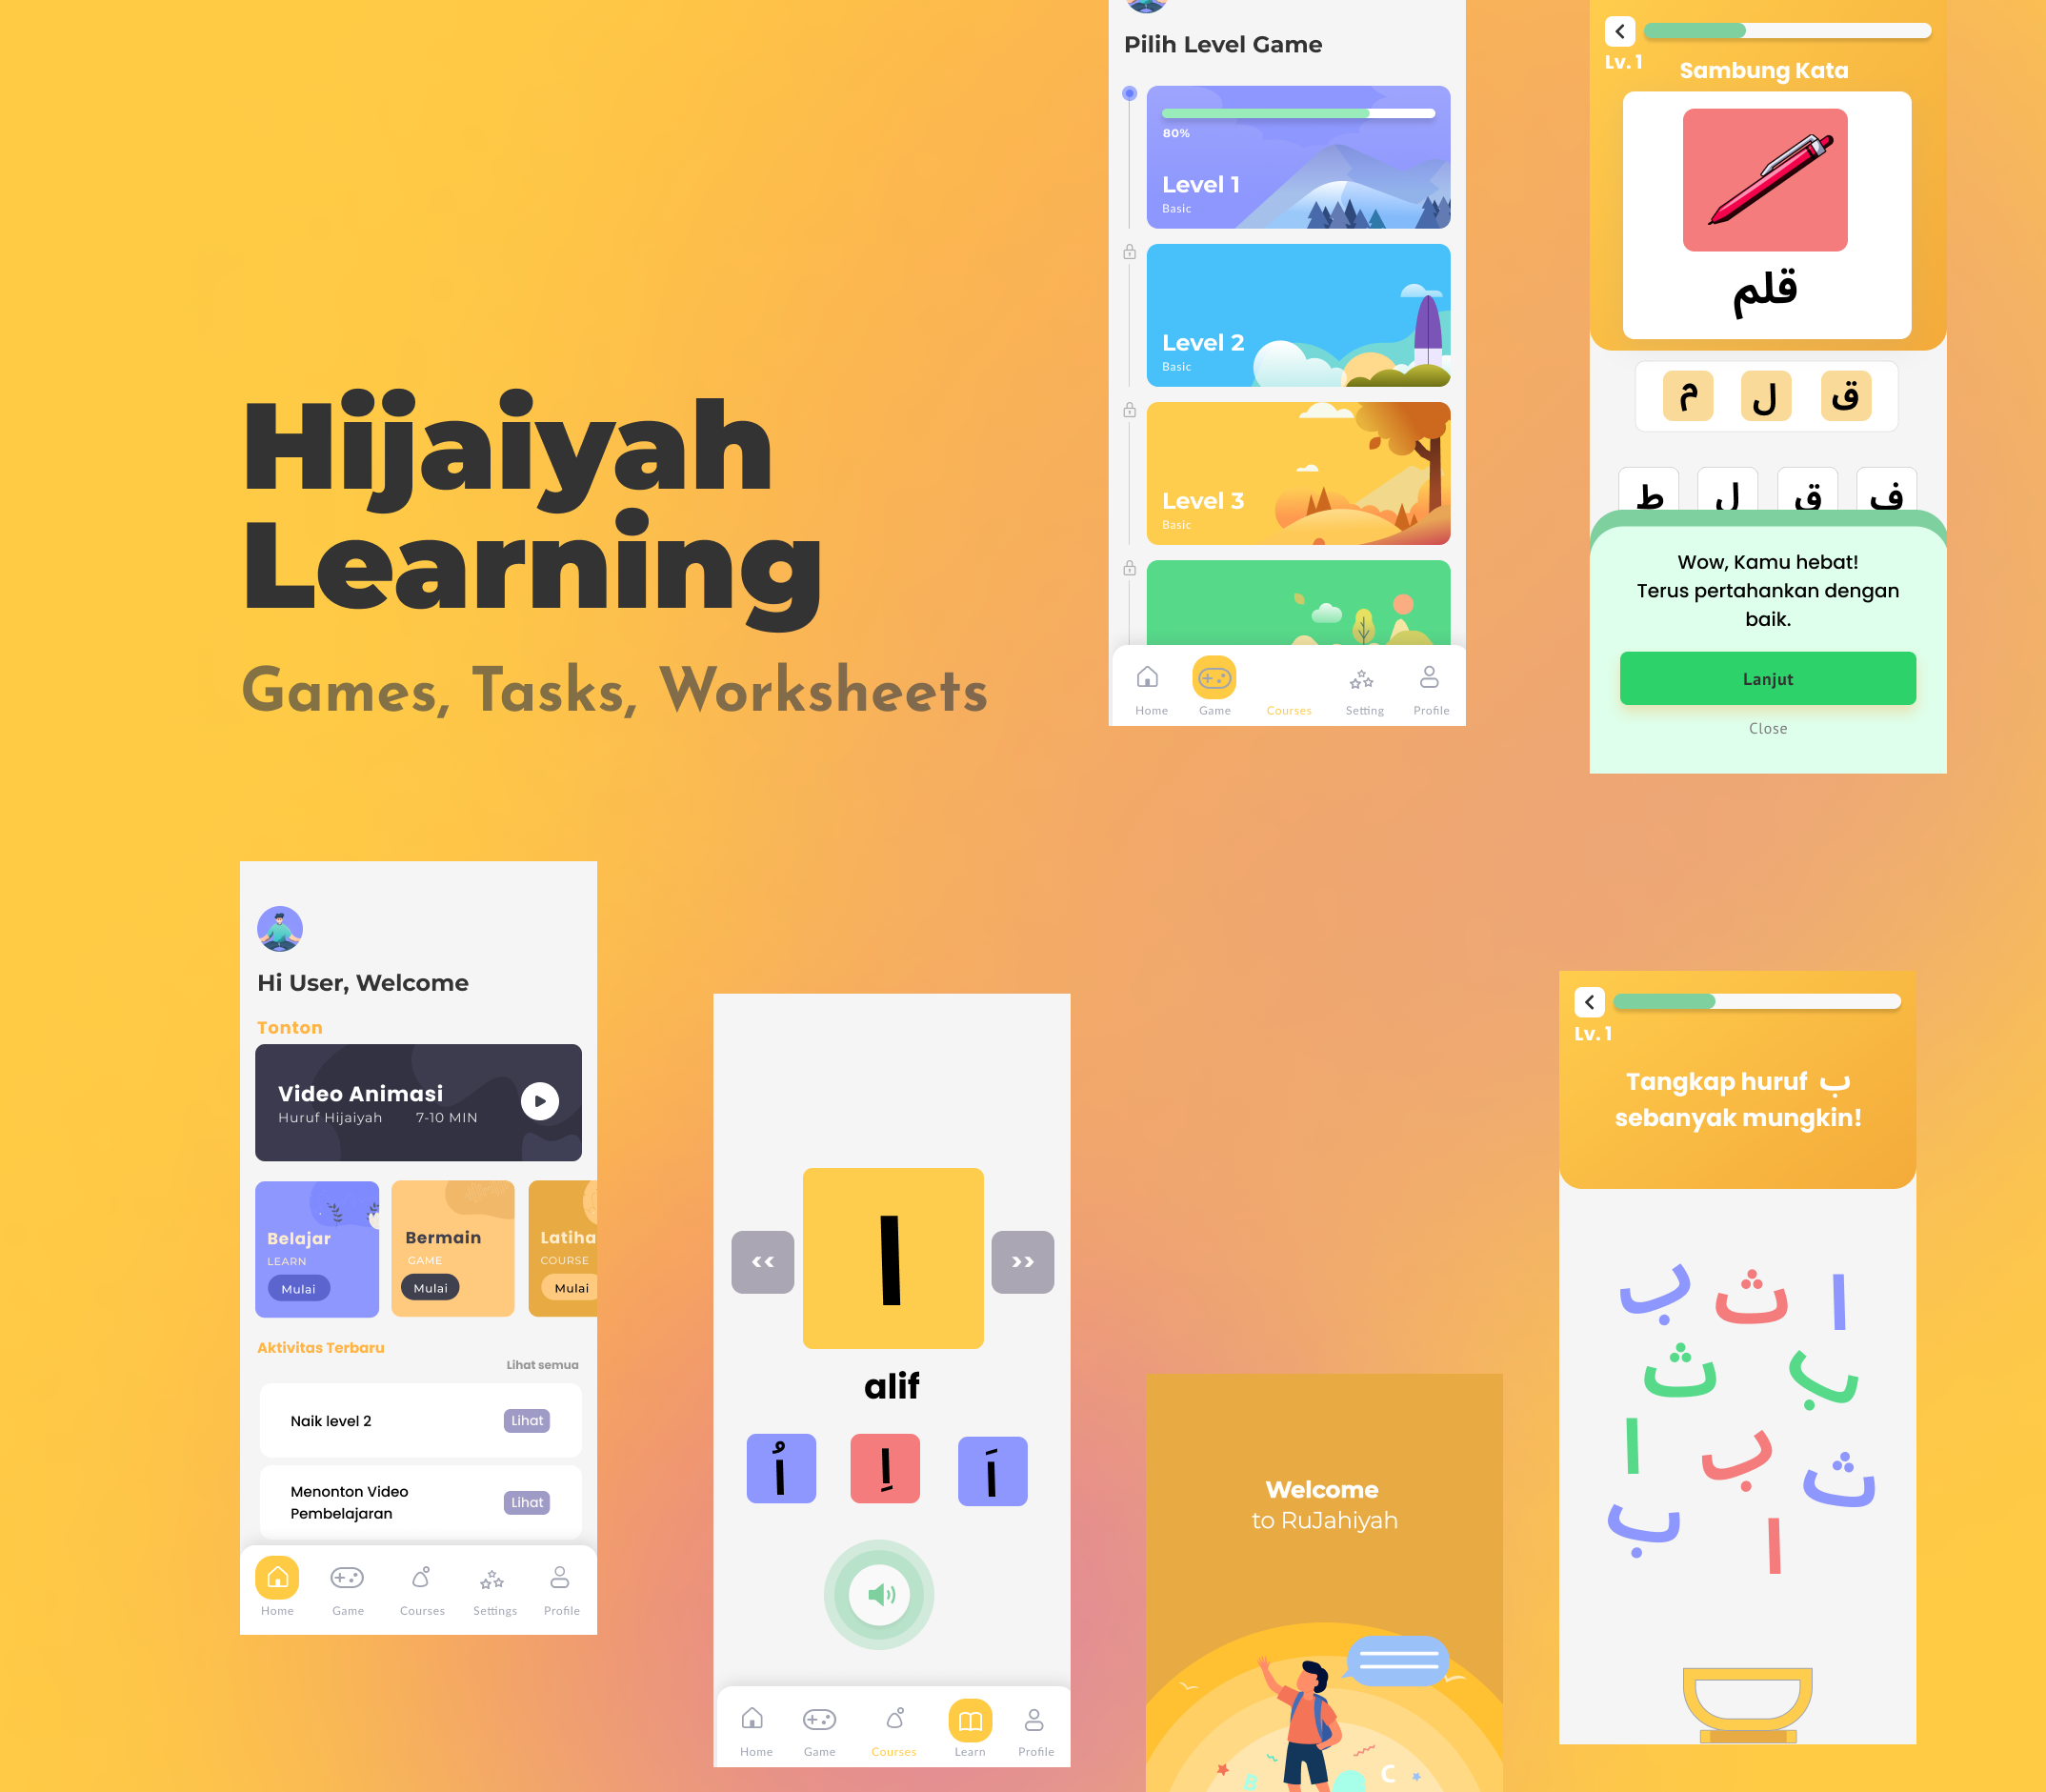 Hijaiyah
Learning
Games, Tasks, Worksheets
Pilih Level Game
80%
Level 1
Basic
Level 2
Basic
Level 3
Basic
Home Game Courses Setting Profile
Lv. 1
Sambung Kata
قلم
ق ل م
ف ق ل ط
Wow, Kamu hebat!
Terus pertahankan dengan
baik.
Lanjut
Close
Hi User, Welcome
Tonton
Video Animasi
Huruf Hijaiyah 7-10 MIN
Belajar
LEARN
Mulai
Bermain
GAME
Mulai
Latiha
COURSE
Mulai
Aktivitas Terbaru
Lihat semua
Naik level 2
Lihat
Menonton Video
Pembelajaran
Lihat
Home Game Courses Settings Profile
<< ا >>
alif
اَ اِ اُ
Home Game Courses Learn Profile
Welcome
to RuJahiyah
B C
Lv. 1
Tangkap huruf ب
sebanyak mungkin!
ا ث ب
ب ث
ث ب ا
ا ب